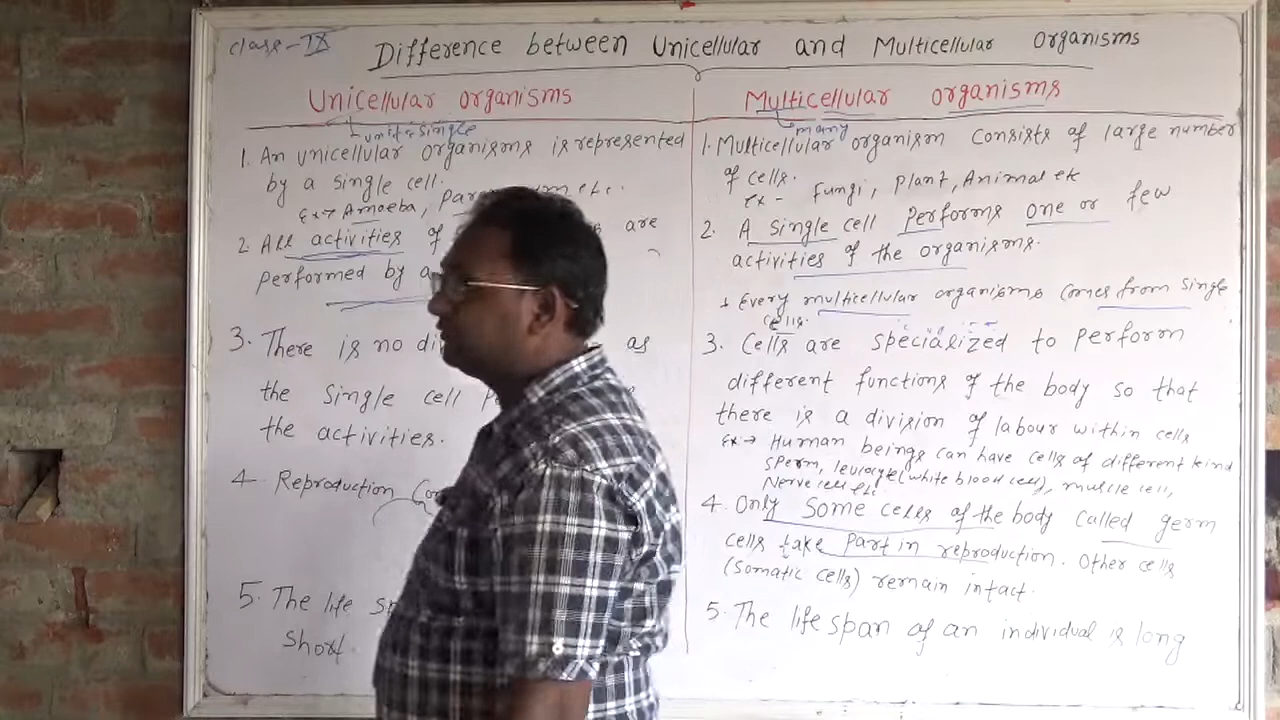 class-IX
Difference between Unicellular and Multicellular organisms
Unicellular organisms
unit & single
1. An unicellular organisms is represented
by a single cell.
Ex→ Amoeba, etc.
2. All activities of are
performed by a
3. There is no as
the single cell
the activities.
4 Reproduction
5. The life
short.
Multicellular organisms
many
1. Multicellular organism consists of large number
of cells.
ex - Fungi, Plant, Animal etc
2. A single cell performs one or few
activities of the organisms.
Every multicellular organisms comes from single
cells.
3. Cells are specialized to perform
different functions of the body so that
there is a division of labour within cells
Ex→ Human beings can have cells of different kind
sperm, (white blood cell), muscle cell,
Nerve cell etc
4. Only some cells of the body called germ
cells take part in reproduction. Other cells
(Somatic cells) remain intact.
5. The life span of an individual is long